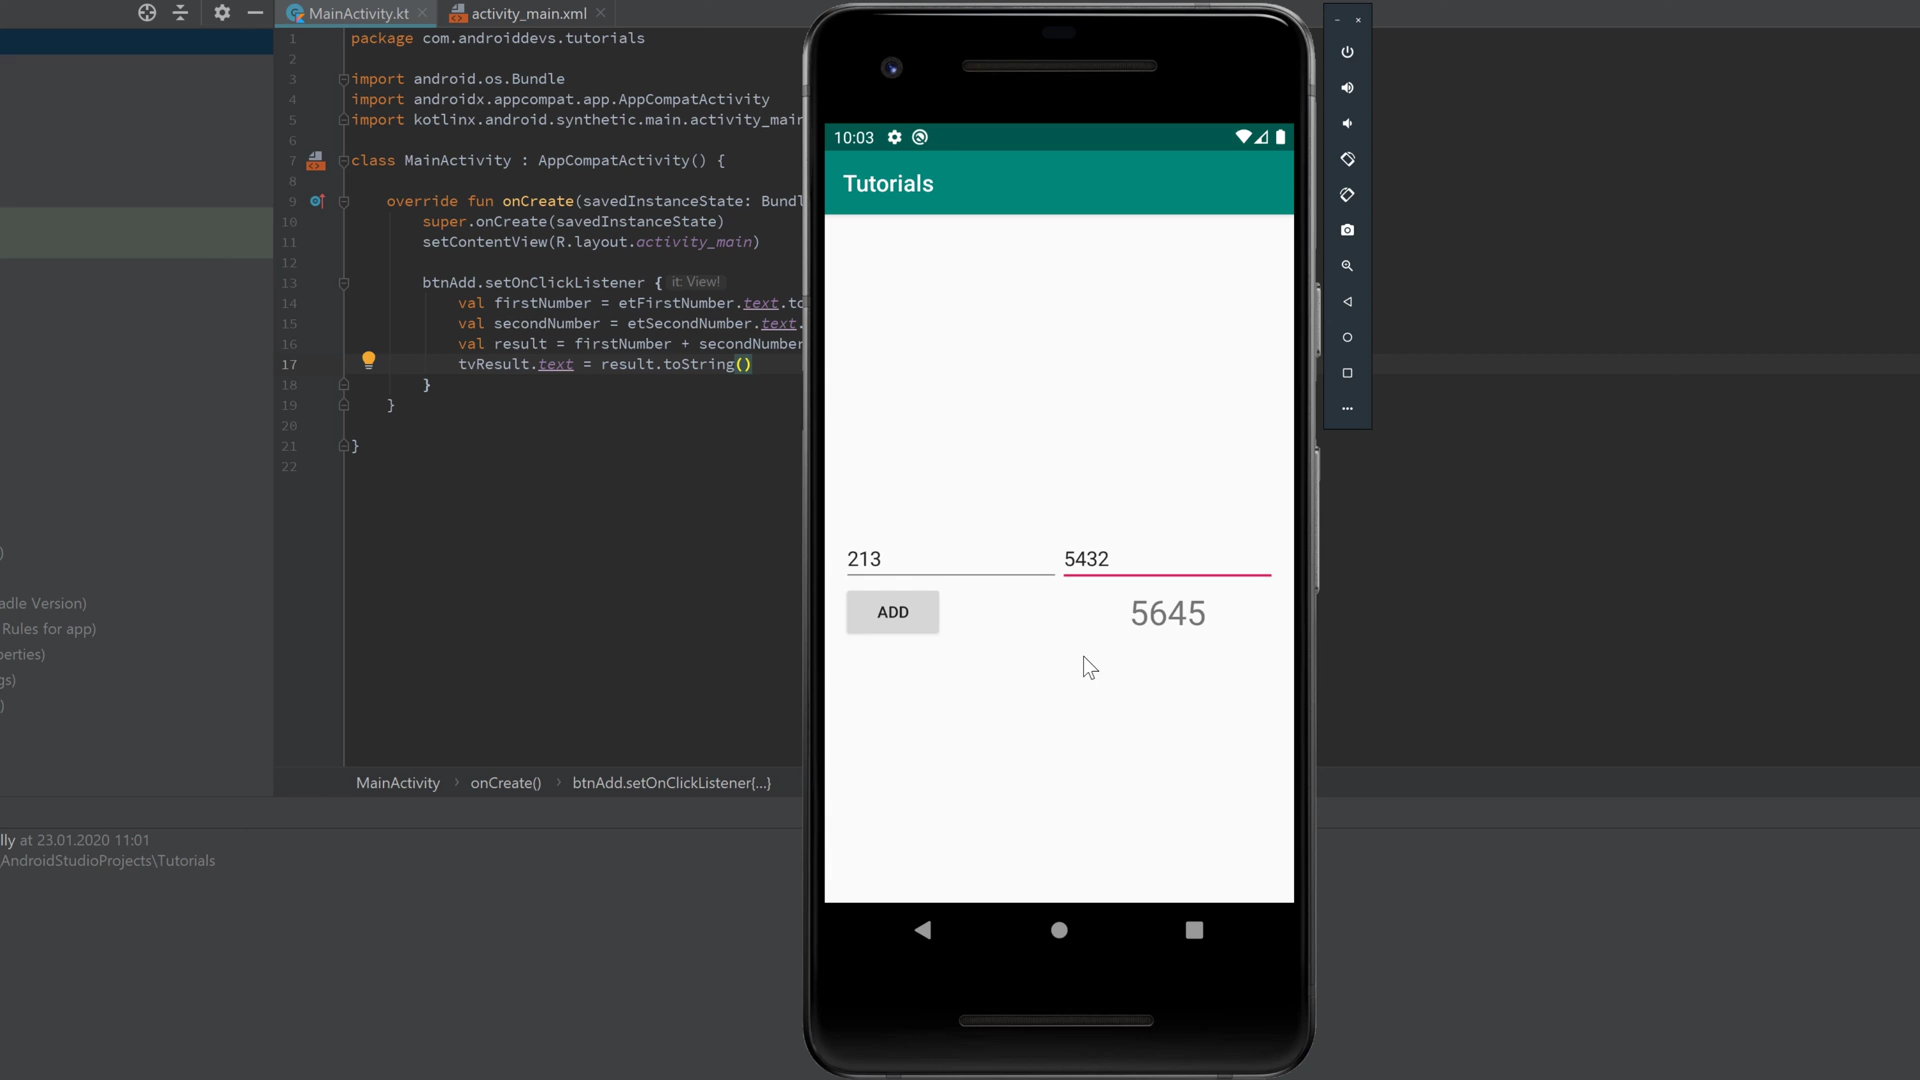 MainActivity.kt
activity_main.xml
1 package com.androiddevs.tutorials
2
3 import android.os.Bundle
4 import androidx.appcompat.app.AppCompatActivity
5 import kotlinx.android.synthetic.main.activity_main
6
7 class MainActivity : AppCompatActivity() {
8
9 override fun onCreate(savedInstanceState: Bundl
10 super.onCreate(savedInstanceState)
11 setContentView(R.layout.activity_main)
12
13 btnAdd.setOnClickListener { it: View!
14 val firstNumber = etFirstNumber.text.to
15 val secondNumber = etSecondNumber.text.
16 val result = firstNumber + secondNumber
17 tvResult.text = result.toString()
18 }
19 }
20
21 }
22
)
adle Version)
Rules for app)
perties)
gs)
)
MainActivity > onCreate() > btnAdd.setOnClickListener{...}
lly at 23.01.2020 11:01
\AndroidStudioProjects\Tutorials
10:03
Tutorials
213
5432
ADD
5645